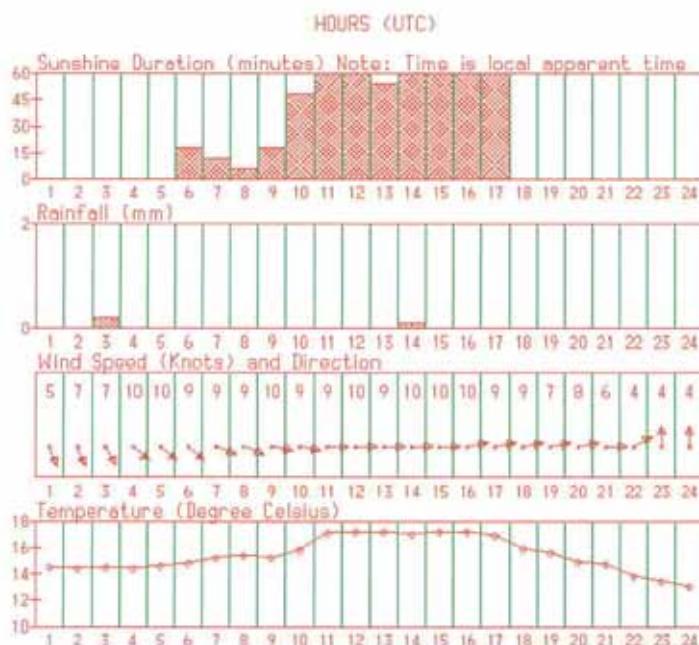 HOURS (UTC)
Sunshine Duration (minutes) Note: Time is local apparent time
60
45
30
15
0
1 2 3 4 5 6 7 8 9 10 11 12 13 14 15 16 17 18 19 20 21 22 23 24
Rainfall (mm)
2
0
1 2 3 4 5 6 7 8 9 10 11 12 13 14 15 16 17 18 19 20 21 22 23 24
Wind Speed (Knots) and Direction
5 7 7 10 10 9 9 9 10 9 11 11 11 10 10 10 9 9 7 8 6 4 4 4
1 2 3 4 5 6 7 8 9 10 11 12 13 14 15 16 17 18 19 20 21 22 23 24
Temperature (Degree Celsius)
18
16
14
12
10
1 2 3 4 5 6 7 8 9 10 11 12 13 14 15 16 17 18 19 20 21 22 23 24